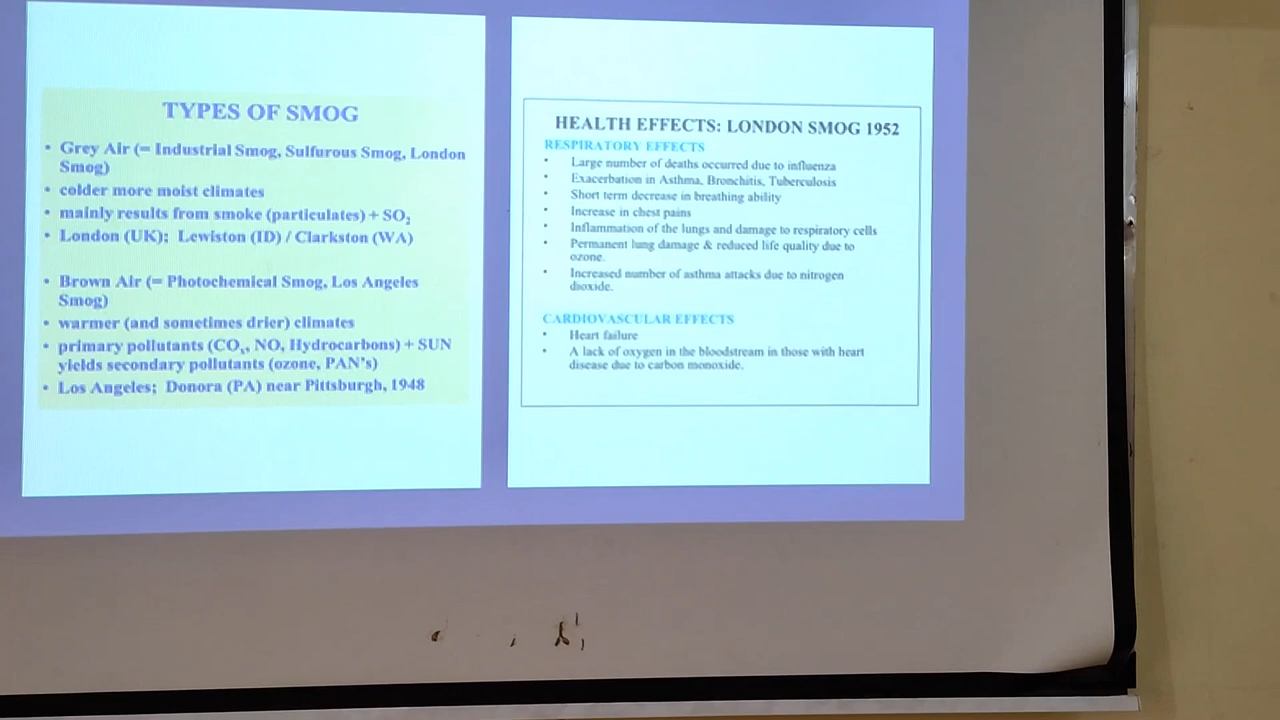 TYPES OF SMOG
• Grey Air (= Industrial Smog, Sulfurous Smog, London
Smog)
• colder more moist climates
• mainly results from smoke (particulates) + SO₂
• London (UK); Lewiston (ID) / Clarkston (WA)
• Brown Air (= Photochemical Smog, Los Angeles
Smog)
• warmer (and sometimes drier) climates
• primary pollutants (COₓ, NO, Hydrocarbons) + SUN
yields secondary pollutants (ozone, PAN's)
• Los Angeles; Donora (PA) near Pittsburgh, 1948
HEALTH EFFECTS: LONDON SMOG 1952
RESPIRATORY EFFECTS
• Large number of deaths occurred due to influenza
• Exacerbation in Asthma, Bronchitis, Tuberculosis
• Short term decrease in breathing ability
• Increase in chest pains
• Inflammation of the lungs and damage to respiratory cells
• Permanent lung damage & reduced life quality due to
ozone.
• Increased number of asthma attacks due to nitrogen
dioxide.
CARDIOVASCULAR EFFECTS
• Heart failure
• A lack of oxygen in the bloodstream in those with heart
disease due to carbon monoxide.